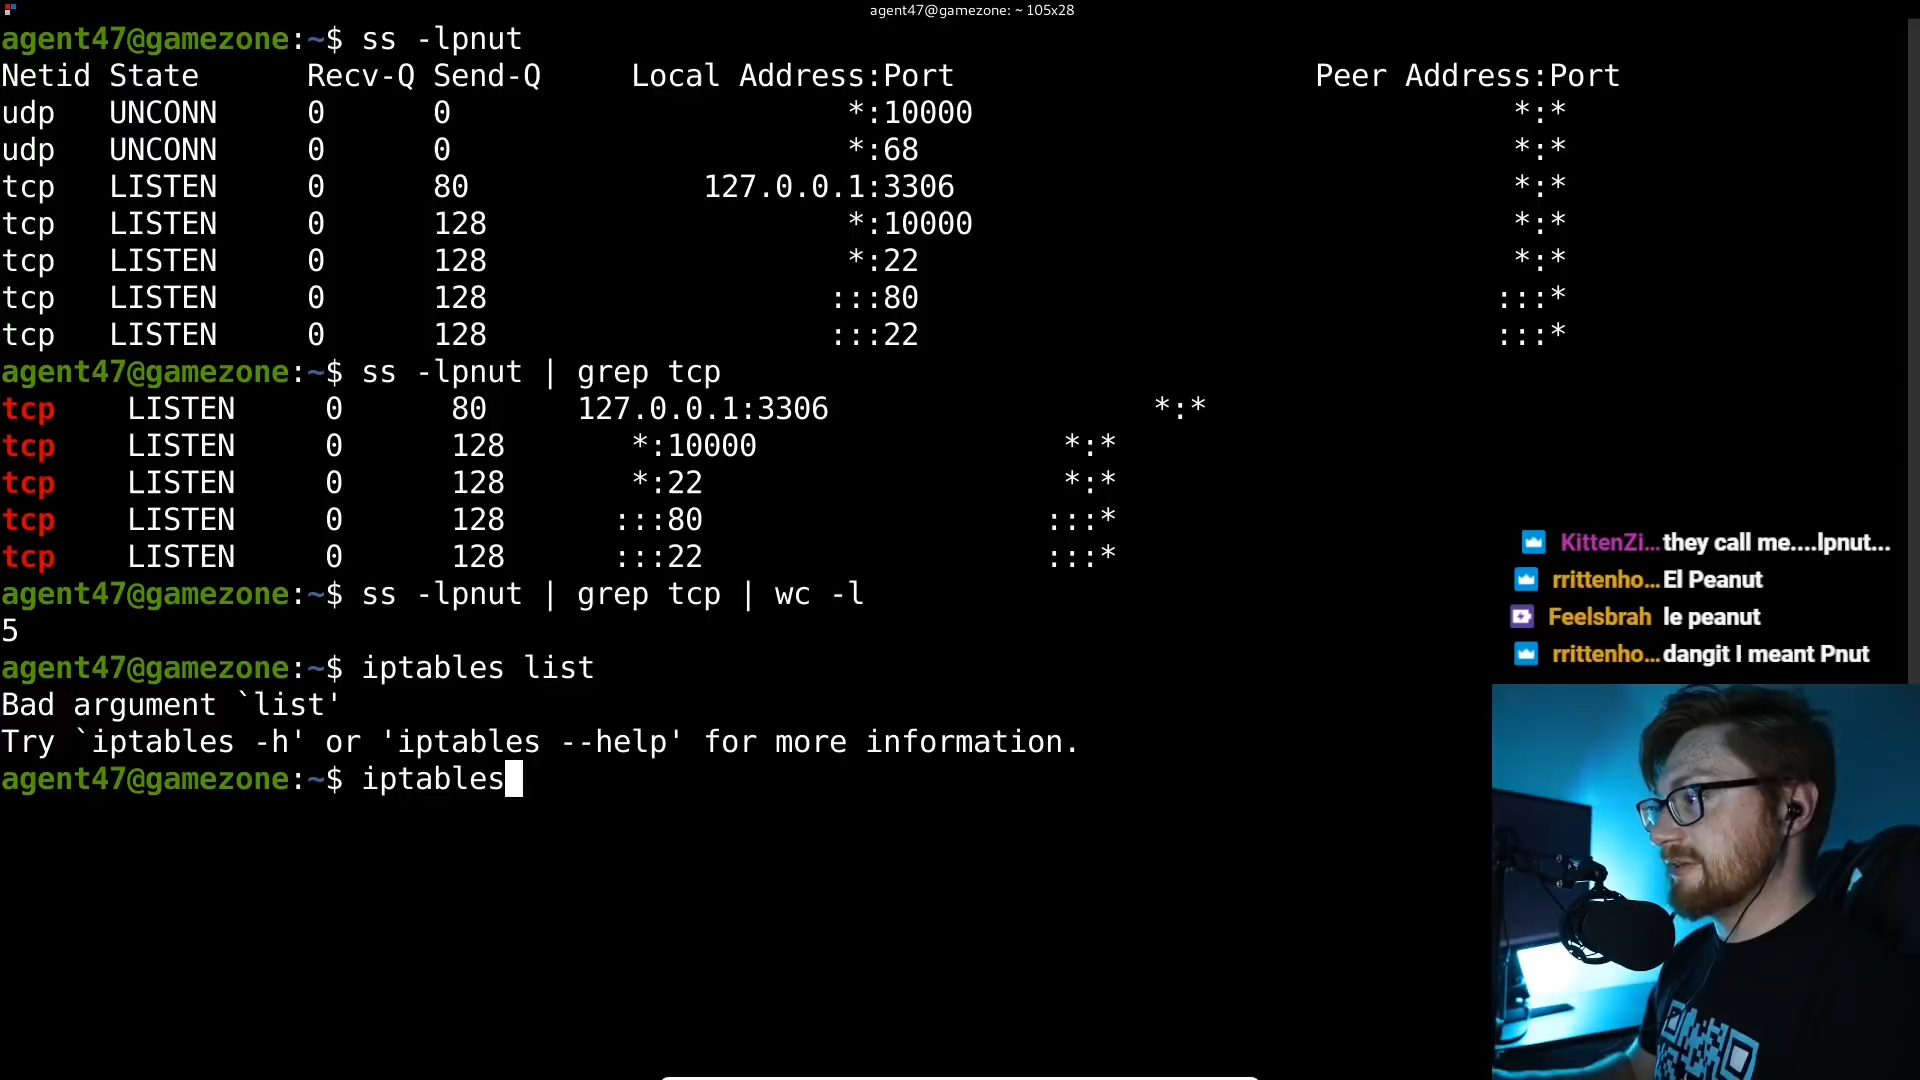 agent47@gamezone: ~ 105x28
agent47@gamezone:~$ ss -lpnut
Netid State Recv-Q Send-Q Local Address:Port Peer Address:Port
udp UNCONN 0 0 *:10000 *:*
udp UNCONN 0 0 *:68 *:*
tcp LISTEN 0 80 127.0.0.1:3306 *:*
tcp LISTEN 0 128 *:10000 *:*
tcp LISTEN 0 128 *:22 *:*
tcp LISTEN 0 128 :::80 :::*
tcp LISTEN 0 128 :::22 :::*
agent47@gamezone:~$ ss -lpnut | grep tcp
tcp LISTEN 0 80 127.0.0.1:3306 *:*
tcp LISTEN 0 128 *:10000 *:*
tcp LISTEN 0 128 *:22 *:*
tcp LISTEN 0 128 :::80 :::*
tcp LISTEN 0 128 :::22 :::*
agent47@gamezone:~$ ss -lpnut | grep tcp | wc -l
5
agent47@gamezone:~$ iptables list
Bad argument `list'
Try `iptables -h' or 'iptables --help' for more information.
agent47@gamezone:~$ iptables
KittenZi… they call me....lpnut...
rrittenho… El Peanut
Feelsbrah le peanut
rrittenho… dangit I meant Pnut